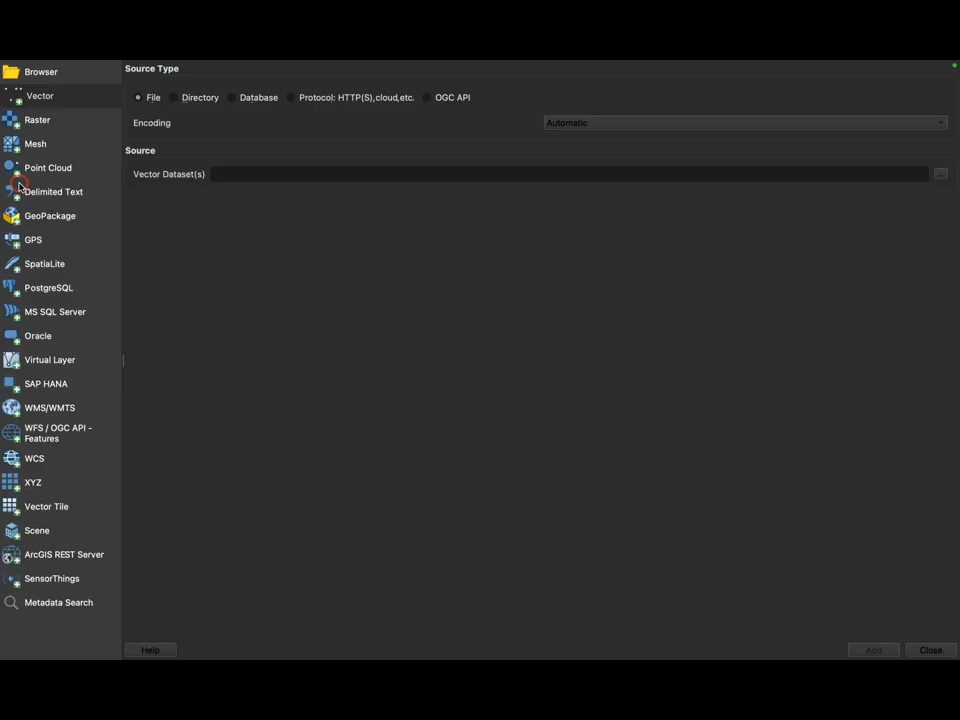 Browser
Vector
Raster
Mesh
Point Cloud
Delimited Text
GeoPackage
GPS
SpatiaLite
PostgreSQL
MS SQL Server
Oracle
Virtual Layer
SAP HANA
WMS/WMTS
WFS / OGC API -
Features
WCS
XYZ
Vector Tile
Scene
ArcGIS REST Server
SensorThings
Metadata Search
Source Type
File Directory Database Protocol: HTTP(S),cloud,etc. OGC API
Encoding Automatic
Source
Vector Dataset(s) ...
Help Add Close